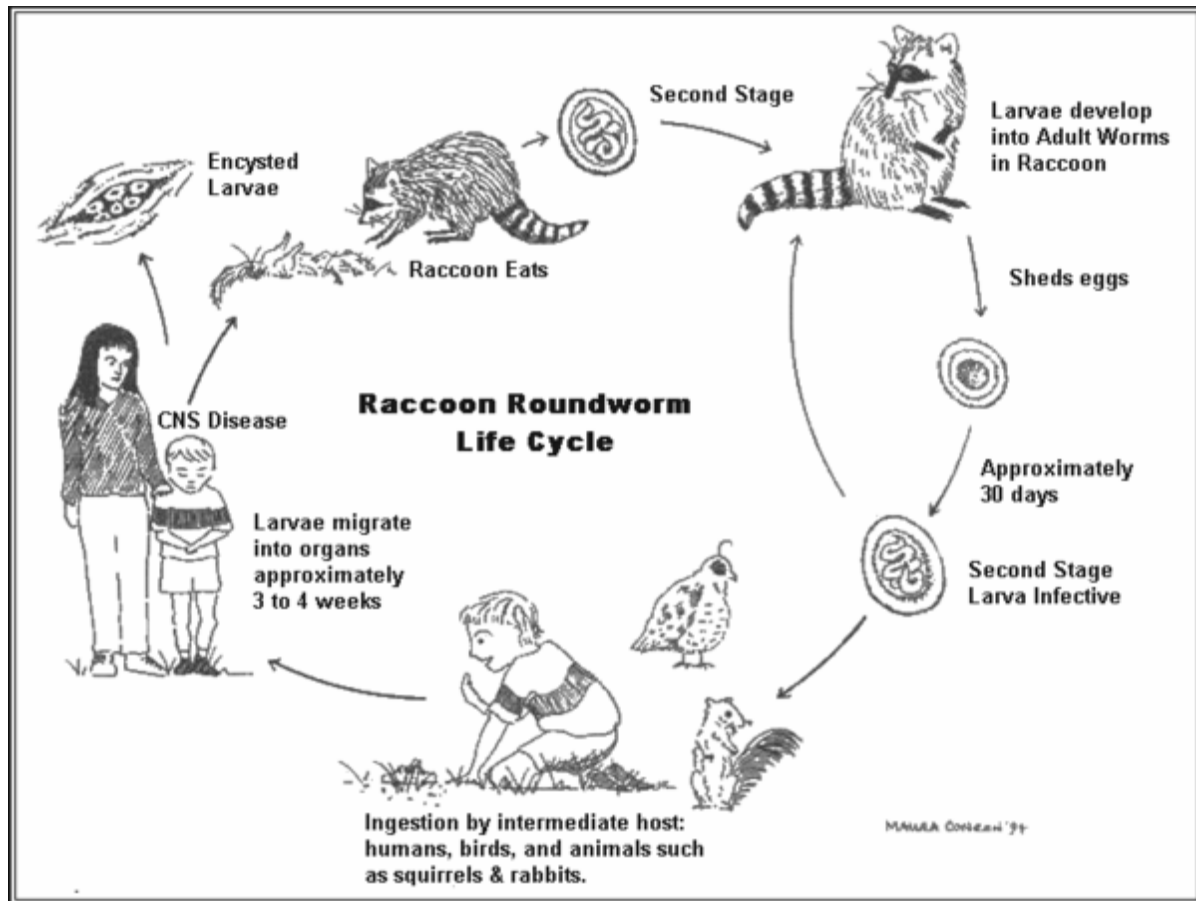 Raccoon Roundworm
Life Cycle
Second Stage
Larvae develop
into Adult Worms
in Raccoon
Sheds eggs
Approximately
30 days
Second Stage
Larva Infective
Ingestion by intermediate host:
humans, birds, and animals such
as squirrels & rabbits.
Larvae migrate
into organs
approximately
3 to 4 weeks
CNS Disease
Encysted
Larvae
Raccoon Eats
'94